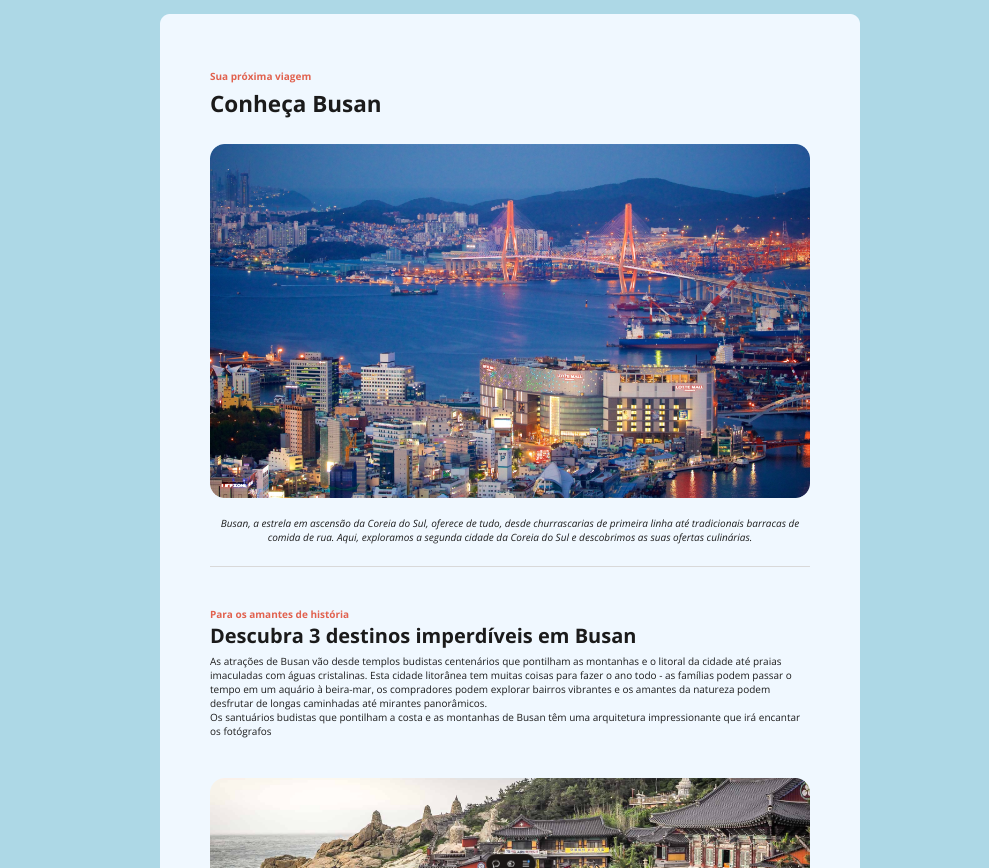 Sua próxima viagem
Conheça Busan
LOTTE MALL
LOTTE MALL
Busan, a estrela em ascensão da Coreia do Sul, oferece de tudo, desde churrascarias de primeira linha até tradicionais barracas de
comida de rua. Aqui, exploramos a segunda cidade da Coreia do Sul e descobrimos as suas ofertas culinárias.
Para os amantes de história
Descubra 3 destinos imperdíveis em Busan
As atrações de Busan vão desde templos budistas centenários que pontilham as montanhas e o litoral da cidade até praias
imaculadas com águas cristalinas. Esta cidade litorânea tem muitas coisas para fazer o ano todo - as famílias podem passar o
tempo em um aquário à beira-mar, os compradores podem explorar bairros vibrantes e os amantes da natureza podem
desfrutar de longas caminhadas até mirantes panorâmicos.
Os santuários budistas que pontilham a costa e as montanhas de Busan têm uma arquitetura impressionante que irá encantar
os fotógrafos